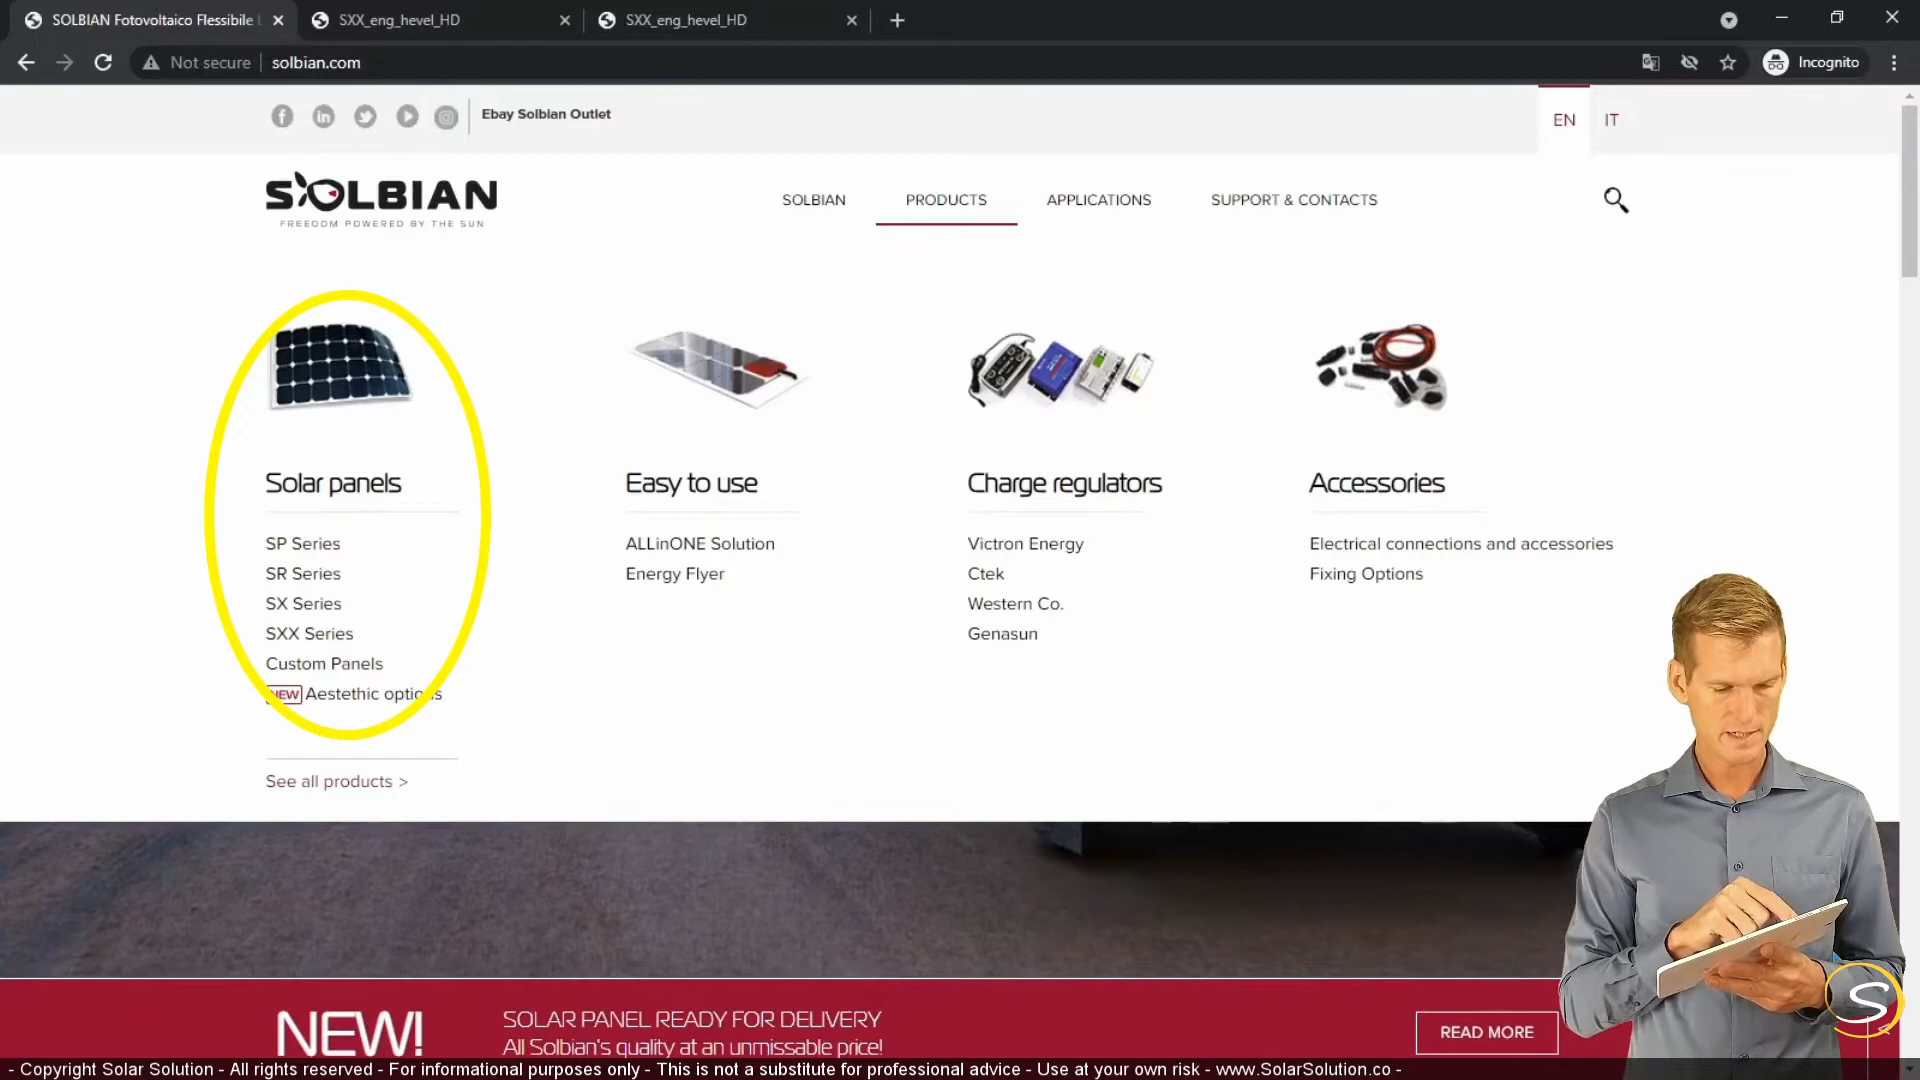 SOLBIAN Fotovoltaico Flessibile
SXX_eng_hevel_HD
SXX_eng_hevel_HD
Not secure
solbian.com
Incognito
Ebay Solbian Outlet
EN
IT
SOLBIAN
FREEDOM POWERED BY THE SUN
SOLBIAN
PRODUCTS
APPLICATIONS
SUPPORT & CONTACTS
Solar panels
SP Series
SR Series
SX Series
SXX Series
Custom Panels
NEW Aestethic options
See all products >
Easy to use
ALLinONE Solution
Energy Flyer
Charge regulators
Victron Energy
Ctek
Western Co.
Genasun
Accessories
Electrical connections and accessories
Fixing Options
NEW!
SOLAR PANEL READY FOR DELIVERY
All Solbian's quality at an unmissable price!
READ MORE
S
- Copyright Solar Solution - All rights reserved - For informational purposes only - This is not a substitute for professional advice - Use at your own risk - www.SolarSolution.co -